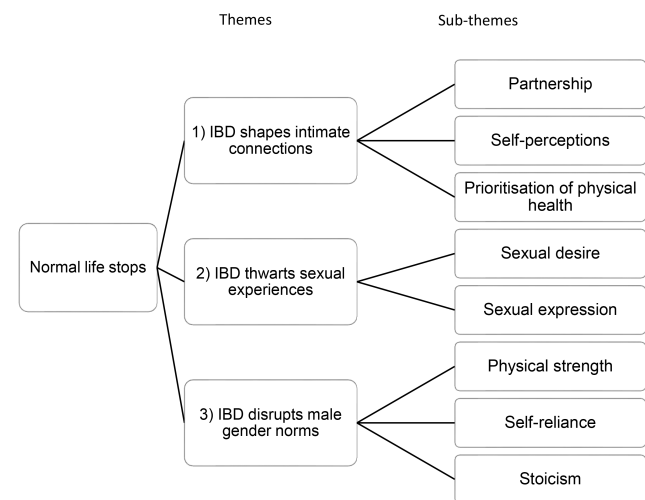 Themes
Sub-themes
Normal life stops
1) IBD shapes intimate
connections
Partnership
Self-perceptions
Prioritisation of physical
health
2) IBD thwarts sexual
experiences
Sexual desire
Sexual expression
3) IBD disrupts male
gender norms
Physical strength
Self-reliance
Stoicism